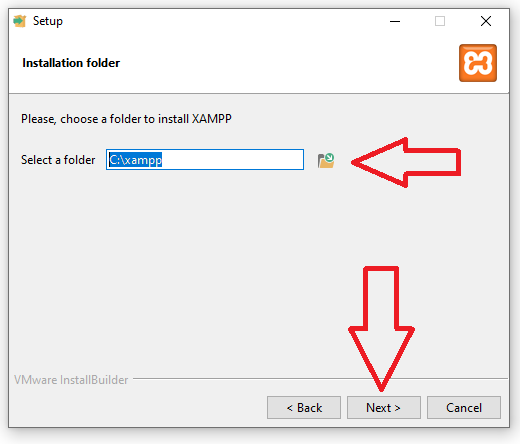 Setup
Installation folder
Please, choose a folder to install XAMPP
Select a folder C:\xampp
VMware InstallBuilder
< Back Next > Cancel